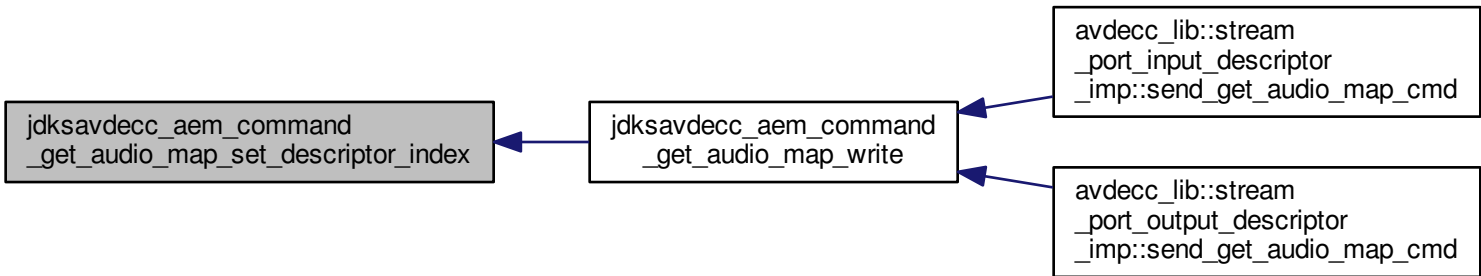 jdksavdecc_aem_command
_get_audio_map_set_descriptor_index
jdksavdecc_aem_command
_get_audio_map_write
avdecc_lib::stream
_port_input_descriptor
_imp::send_get_audio_map_cmd
avdecc_lib::stream
_port_output_descriptor
_imp::send_get_audio_map_cmd